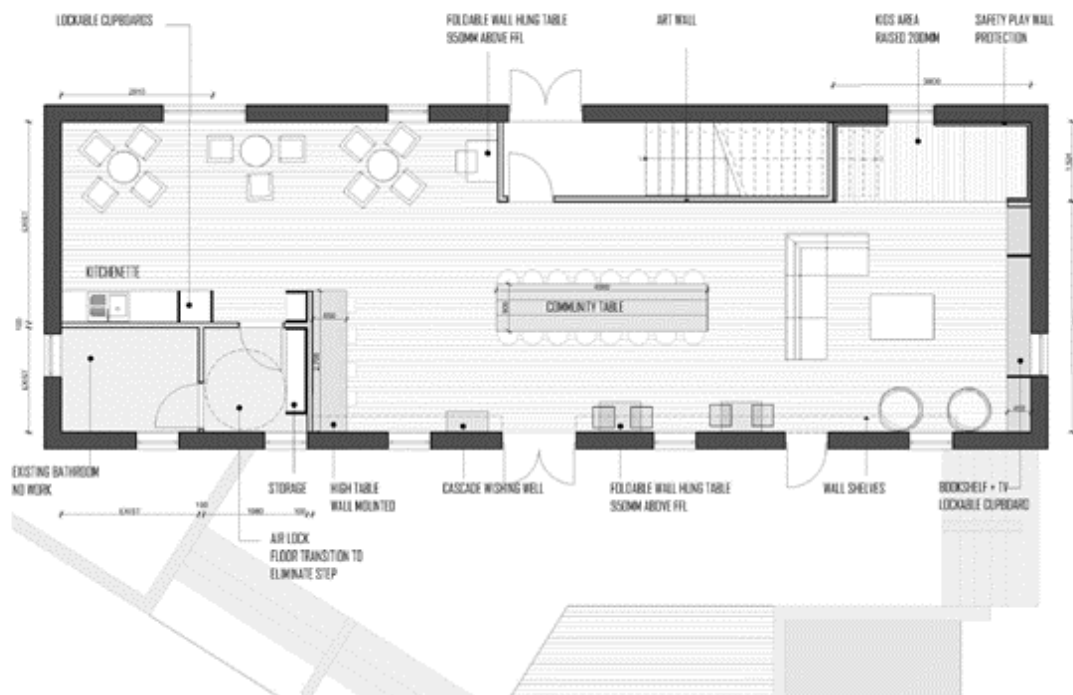 LOCKABLE CUPBOARDS
FOLDABLE WALL HUNG TABLE
950MM ABOVE FFL
ART WALL
KIDS AREA
RAISED 200MM
SAFETY PLAY WALL
PROTECTION
EXIST
KITCHENETTE
COMMUNITY TABLE
100
EXIST
EXISTING BATHROOM
NO WORK
STORAGE
HIGH TABLE
WALL MOUNTED
CASCADE WISHING WELL
FOLDABLE WALL HUNG TABLE
950MM ABOVE FFL
WALL SHELVES
BOOKSHELF + TV
LOCKABLE CUPBOARD
EXIST
100
100
AIR LOCK
FLOOR TRANSITION TO
ELIMINATE STEP